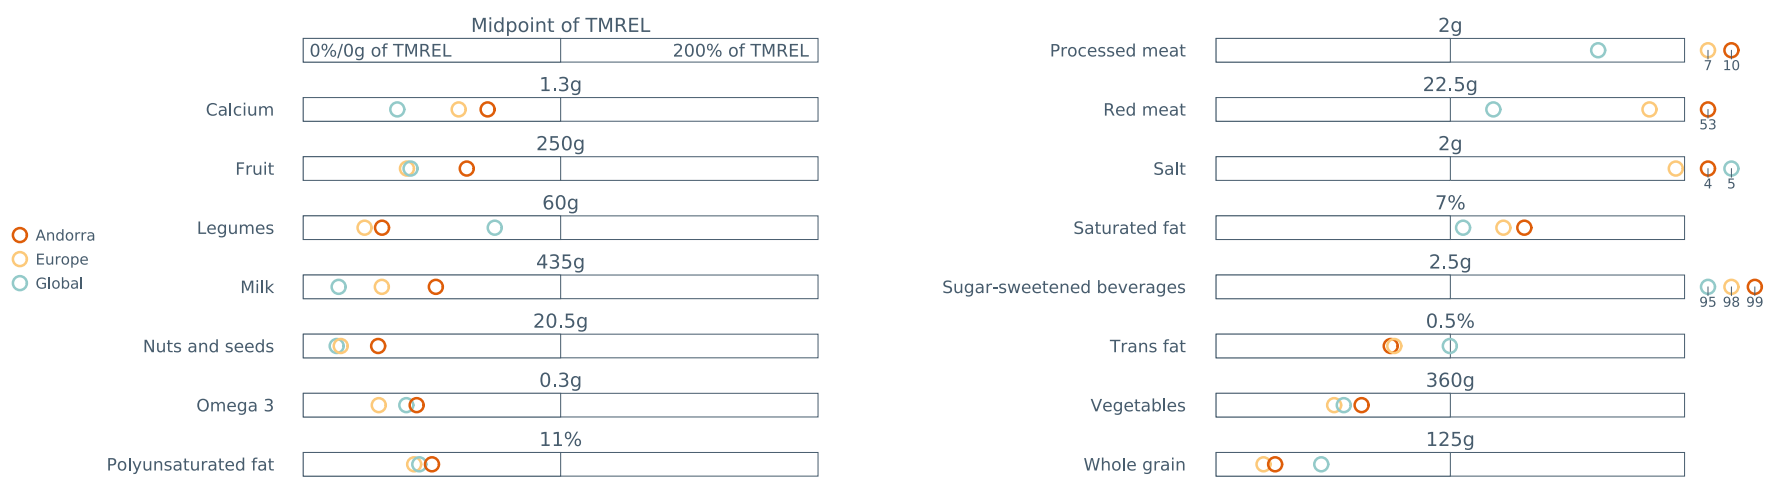 Midpoint of TMREL
0%/0g of TMREL 200% of TMREL
1.3g
Calcium
250g
Fruit
60g
Legumes
435g
Milk
20.5g
Nuts and seeds
0.3g
Omega 3
11%
Polyunsaturated fat
Andorra
Europe
Global
2g
Processed meat
7 10
22.5g
Red meat
53
2g
Salt
4 5
7%
Saturated fat
2.5g
Sugar-sweetened beverages
95 98 99
0.5%
Trans fat
360g
Vegetables
125g
Whole grain